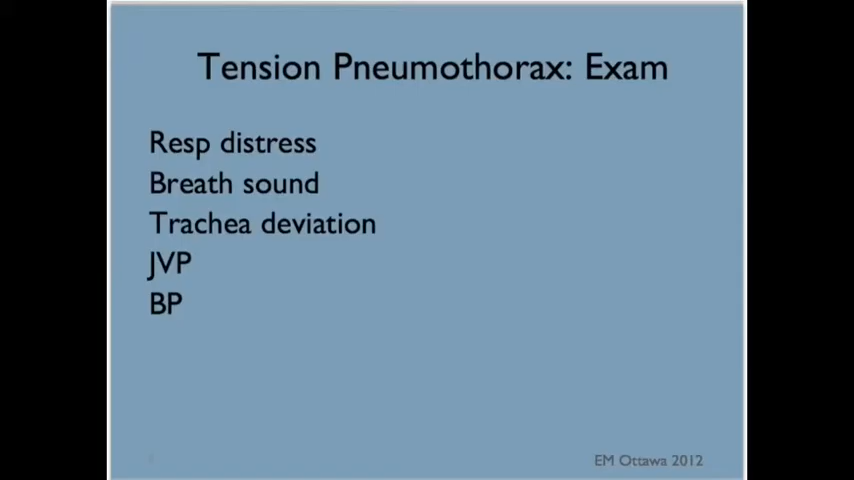 Tension Pneumothorax: Exam
Resp distress
Breath sound
Trachea deviation
JVP
BP
EM Ottawa 2012